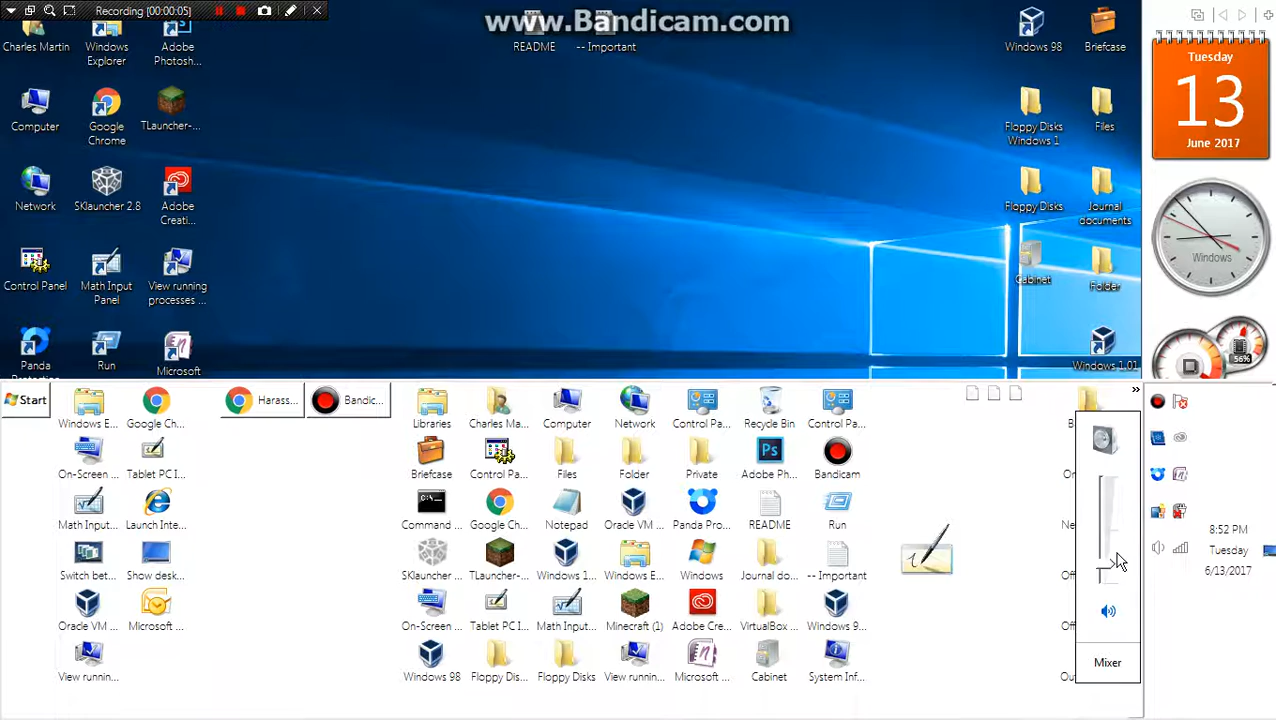 Recording [00:00:05]
www.Bandicam.com
Charles Martin
Windows Explorer
Adobe Photosh...
README
-- Important
Windows 98
Briefcase
Tuesday
13
June 2017
Computer
Google Chrome
TLauncher-...
Floppy Disks Windows 1
Files
Network
SKlauncher 2.8
Adobe Creati...
Floppy Disks
Journal documents
Windows
Control Panel
Math Input Panel
View running processes ...
Cabinet
Folder
Panda
Run
Microsoft
Windows 1.01
56%
Start
Harass...
Bandic...
Windows E...
Google Ch...
Libraries
Charles Ma...
Computer
Network
Control Pa...
Recycle Bin
Control Pa...
On-Screen ...
Tablet PC I...
Briefcase
Control Pa...
Files
Folder
Private
Adobe Ph...
Bandicam
Math Input...
Launch Inte...
Command ...
Google Ch...
Notepad
Oracle VM ...
Panda Pro...
README
Run
Switch bet...
Show desk...
SKlauncher ...
TLauncher-...
Windows 1...
Windows E...
Windows
Journal do...
-- Important
Oracle VM ...
Microsoft ...
On-Screen ...
Tablet PC I...
Math Input...
Minecraft (1)
Adobe Cre...
VirtualBox ...
Windows 9...
View runnin...
Windows 98
Floppy Dis...
Floppy Disks
View runnin...
Microsoft ...
Cabinet
System Inf...
Mixer
8:52 PM
Tuesday
6/13/2017